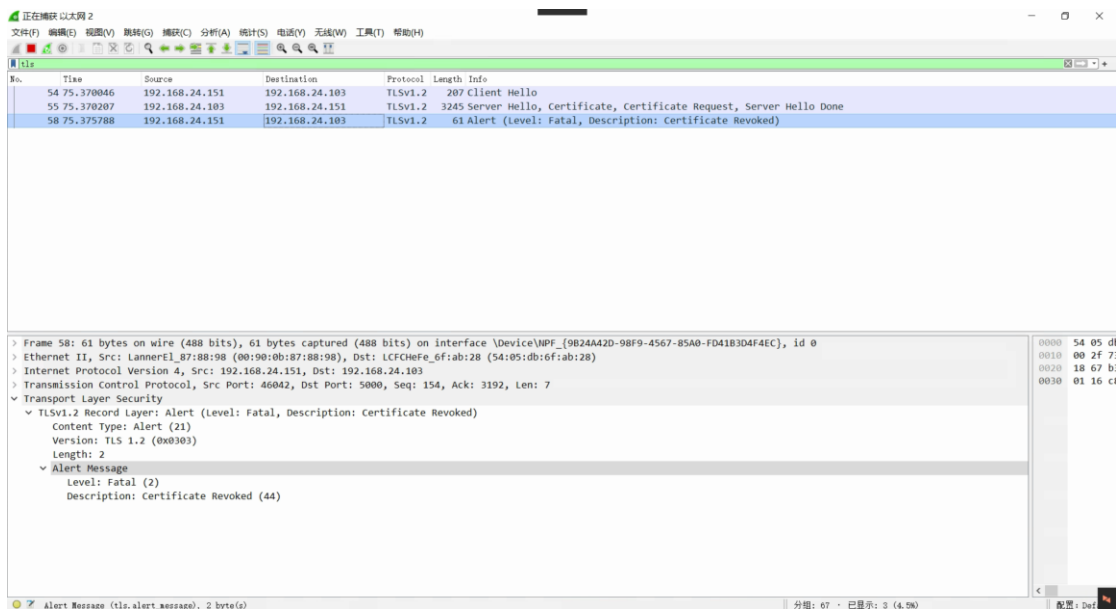 正在捕获 以太网 2
文件(F) 编辑(E) 视图(V) 跳转(G) 捕获(C) 分析(A) 统计(S) 电话(Y) 无线(W) 工具(T) 帮助(H)
tls
No. Time Source Destination Protocol Length Info
54 75.370046 192.168.24.151 192.168.24.103 TLSv1.2 207 Client Hello
55 75.370207 192.168.24.103 192.168.24.151 TLSv1.2 3245 Server Hello, Certificate, Certificate Request, Server Hello Done
58 75.375788 192.168.24.151 192.168.24.103 TLSv1.2 61 Alert (Level: Fatal, Description: Certificate Revoked)
Frame 58: 61 bytes on wire (488 bits), 61 bytes captured (488 bits) on interface \Device\NPF_{9B24A42D-98F9-4567-85A0-FD41B3D4F4EC}, id 0
Ethernet II, Src: LannerEl_87:88:98 (00:90:0b:87:88:98), Dst: LCFCHeFe_6f:ab:28 (54:05:db:6f:ab:28)
Internet Protocol Version 4, Src: 192.168.24.151, Dst: 192.168.24.103
Transmission Control Protocol, Src Port: 46042, Dst Port: 5000, Seq: 154, Ack: 3192, Len: 7
Transport Layer Security
TLSv1.2 Record Layer: Alert (Level: Fatal, Description: Certificate Revoked)
Content Type: Alert (21)
Version: TLS 1.2 (0x0303)
Length: 2
Alert Message
Level: Fatal (2)
Description: Certificate Revoked (44)
0000 54 05
0010 00 2f
0020 18 67
0030 01 16
Alert Message (tls.alert_message), 2 byte(s)
分组: 67 · 已显示: 3 (4.5%)
配置: Def